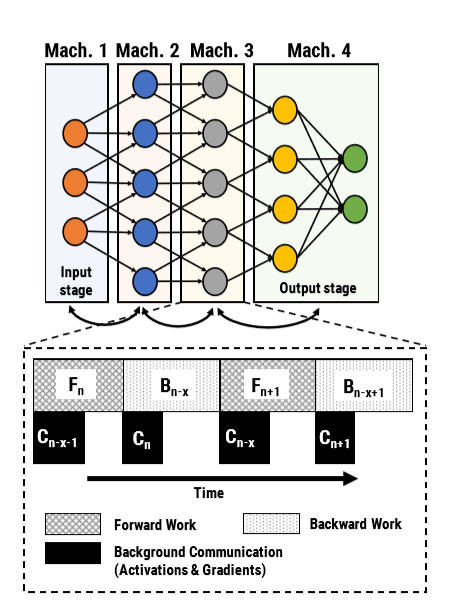 Mach. 1 Mach. 2 Mach. 3 Mach. 4
Input
stage
Output stage
Fn Bn-x Fn+1 Bn-x+1
Cn-x-1 Cn Cn-x Cn+1
Time
Forward Work Backward Work
Background Communication
(Activations & Gradients)